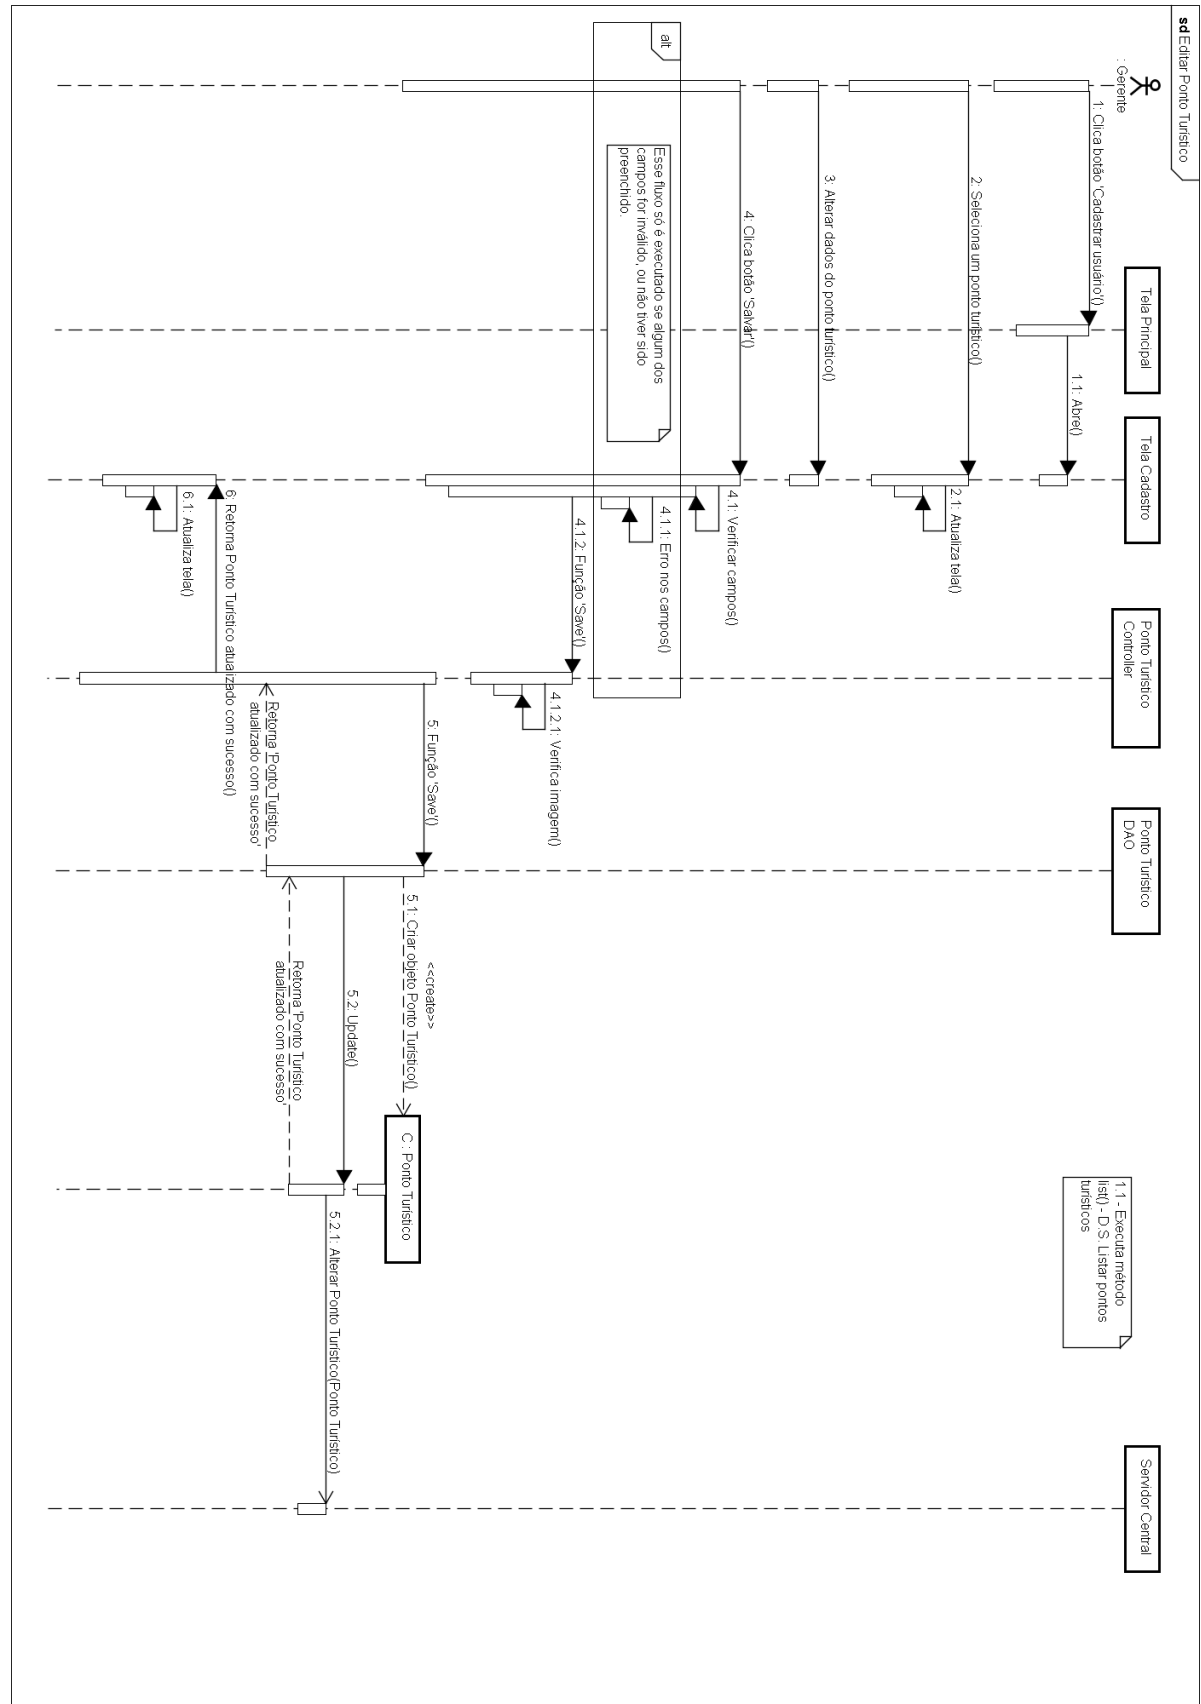 sd Editar Ponto Turístico
: Gerente
Tela Principal
Tela Cadastro
Ponto Turístico
Controller
Ponto Turístico
DAO
Servidor Central
1: Clica botão 'Cadastrar usuário'()
1.1: Abre()
1.1 - Executa método
list() - D.S. Listar pontos
turísticos
2: Seleciona um ponto turístico()
2.1: Atualiza tela()
3: Alterar dados do ponto turístico()
4: Clica botão 'Salvar'()
4.1: Verificar campos()
alt
Esse fluxo só é executado se algum dos
campos for inválido, ou não tiver sido
preenchido.
4.1.1: Erro nos campos()
4.1.2: Função 'Save'()
4.1.2.1: Verifica imagem()
5: Função 'Save'()
<<create>>
5.1: Criar objeto Ponto Turístico()
C : Ponto Turístico
5.2: Update()
5.2.1: Alterar Ponto Turístico(Ponto Turístico)
Retorna 'Ponto Turístico
atualizado com sucesso'
Retorna 'Ponto Turístico
atualizado com sucesso'
6: Retorna Ponto Turístico atualizado com sucesso()
6.1: Atualiza tela()